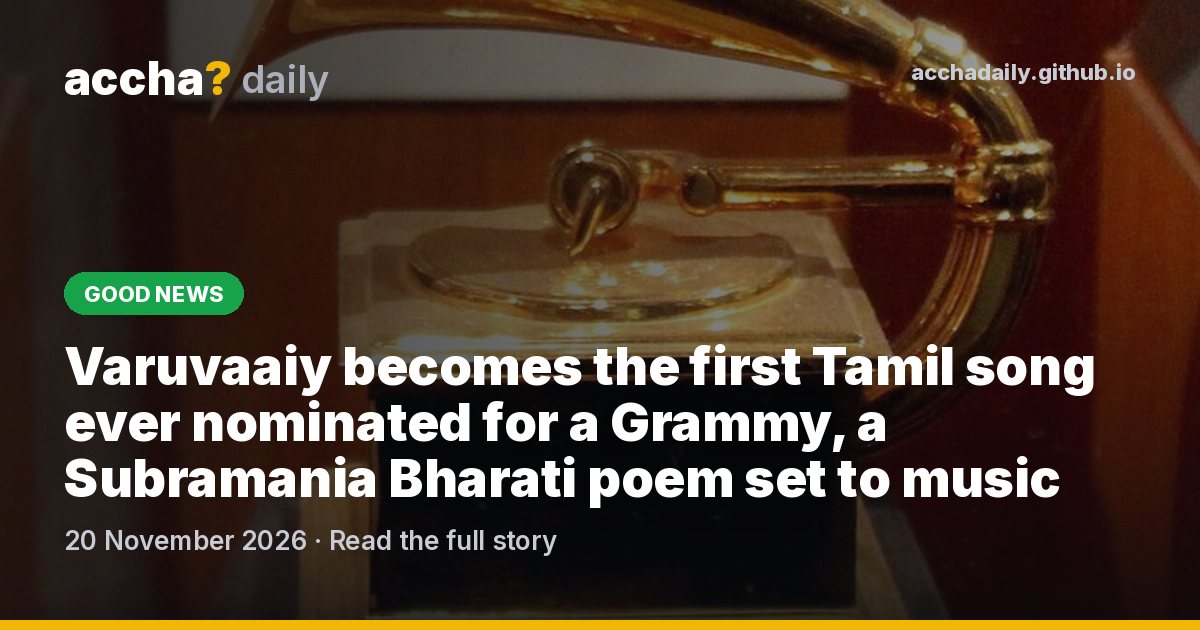 accha? daily
acchadaily.github.io
GOOD NEWS
Varuvaaiy becomes the first Tamil song
ever nominated for a Grammy, a
Subramania Bharati poem set to music
20 November 2026 · Read the full story